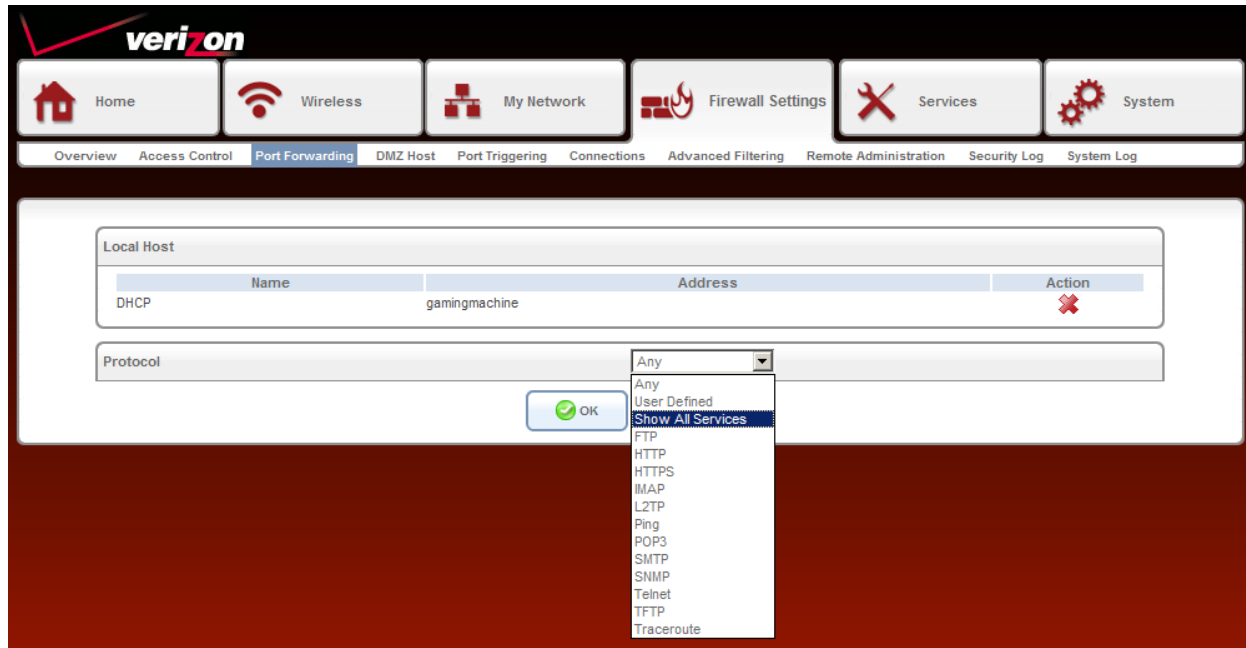 verizon
Home
Wireless
My Network
Firewall Settings
Services
System
Overview Access Control Port Forwarding DMZ Host Port Triggering Connections Advanced Filtering Remote Administration Security Log System Log
Local Host
Name Address Action
DHCP gamingmachine
Protocol Any
Any
User Defined
OK
Show All Services
FTP
HTTP
HTTPS
IMAP
L2TP
Ping
POP3
SMTP
SNMP
Telnet
TFTP
Traceroute